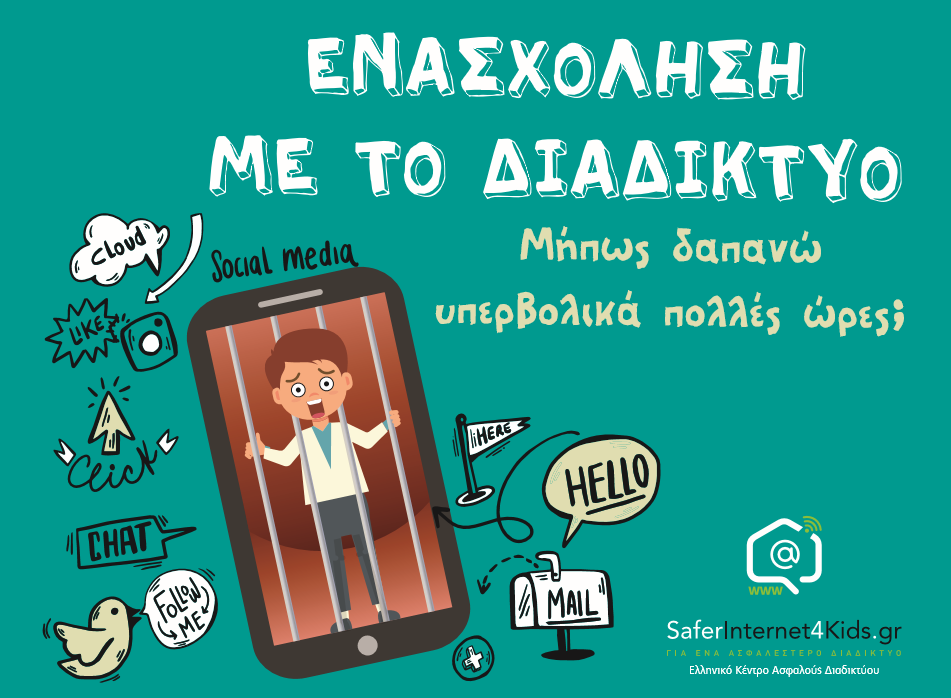 ΕΝΑΣΧΟΛΗΣΗ
ΜΕ ΤΟ ΔΙΑΔΙΚΤΥΟ
Μήπως δαπανώ
υπερβολικά πολλές ώρες;
cloud
Social media
LIKE
Click
CHAT
FOLLOW
ME
HERE
HELLO
MAIL
@
www
SaferInternet4Kids.gr
ΓΙΑ ΕΝΑ ΑΣΦΑΛΕΣΤΕΡΟ ΔΙΑΔΙΚΤΥΟ
Ελληνικό Κέντρο Ασφαλούς Διαδικτύου